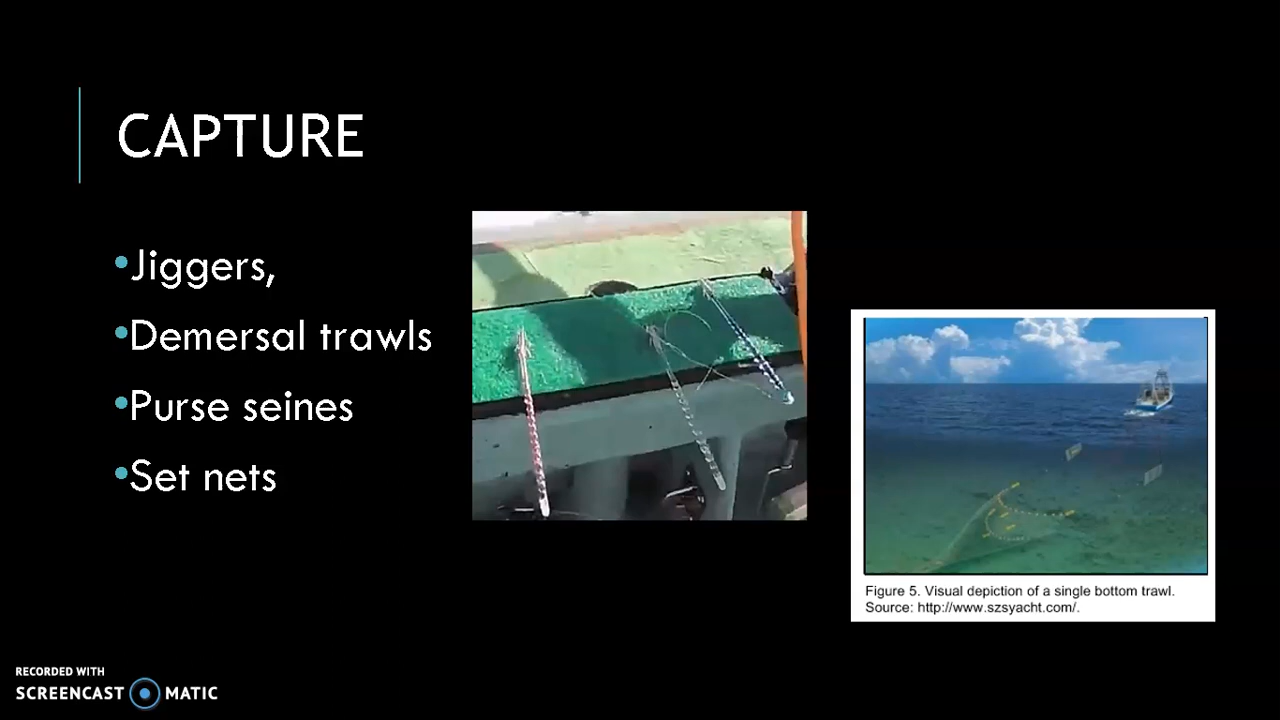 CAPTURE
•Jiggers,
•Demersal trawls
•Purse seines
•Set nets
Figure 5. Visual depiction of a single bottom trawl.
Source: http://www.szsyacht.com/.
RECORDED WITH
SCREENCAST MATIC